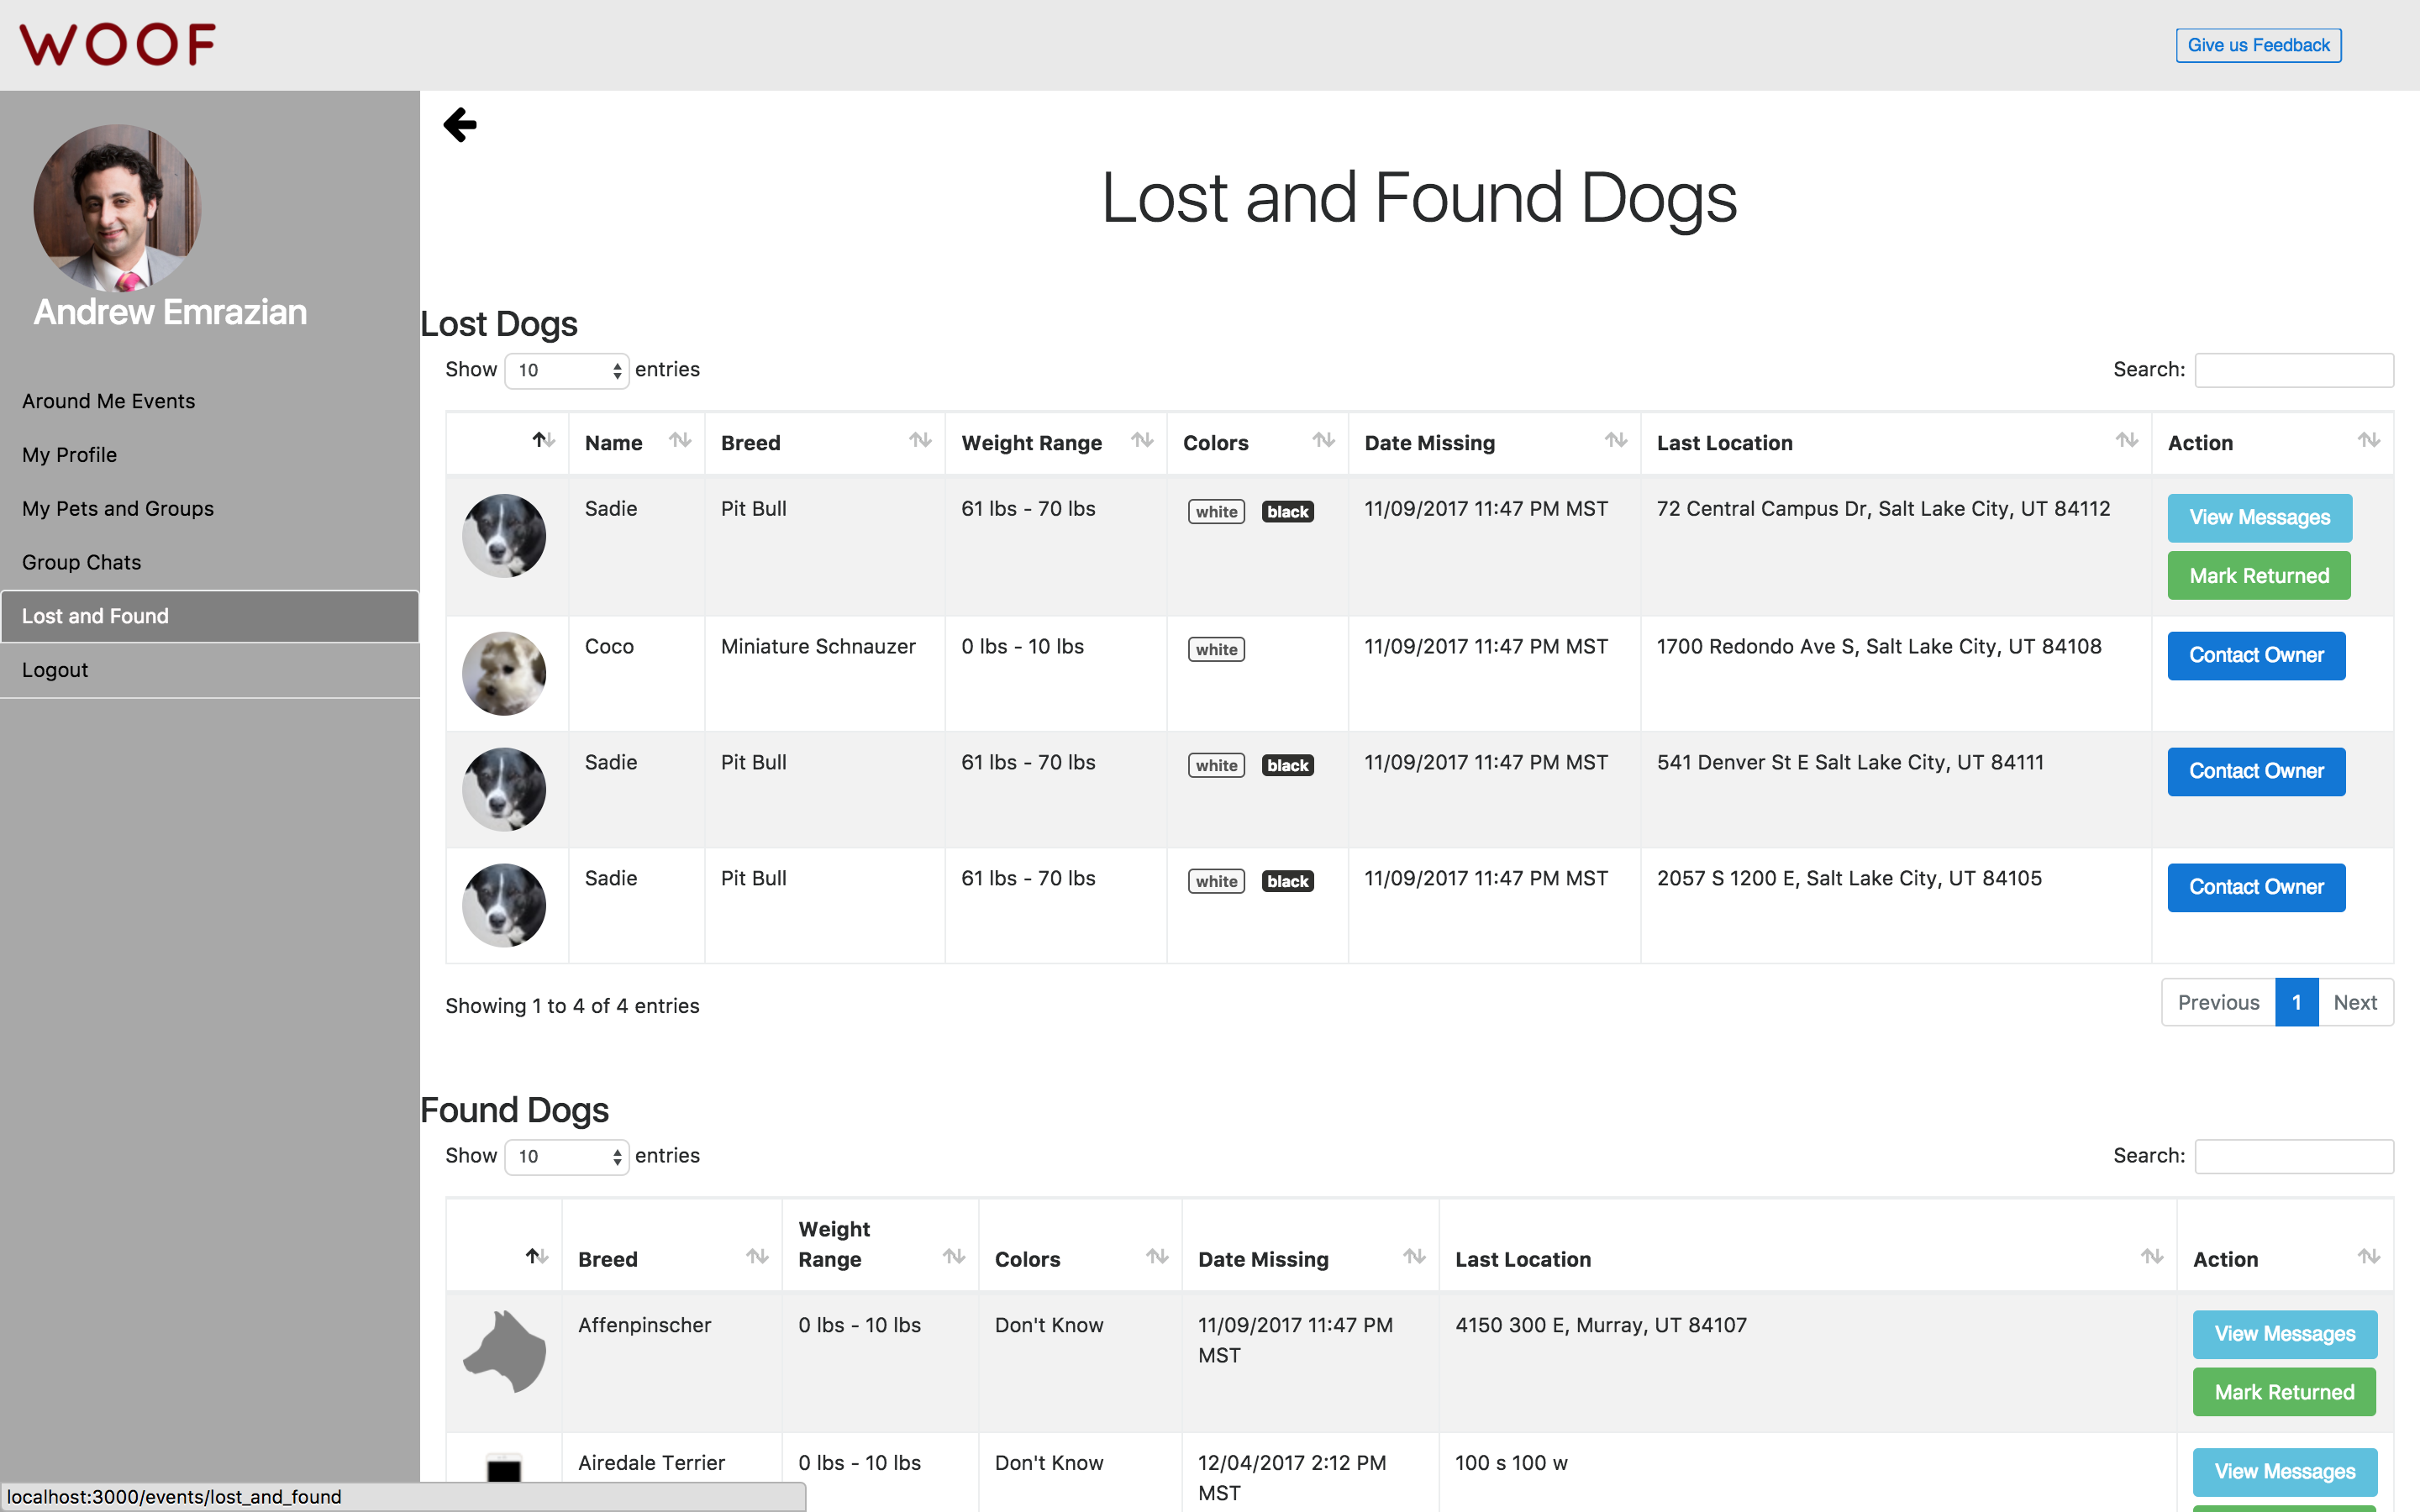 WOOF
Give us Feedback
Andrew Emrazian
Around Me Events
My Profile
My Pets and Groups
Group Chats
Lost and Found
Logout
Lost and Found Dogs
Lost Dogs
Show 10 entries
Search:
Name Breed Weight Range Colors Date Missing Last Location Action
Sadie Pit Bull 61 lbs - 70 lbs white black 11/09/2017 11:47 PM MST 72 Central Campus Dr, Salt Lake City, UT 84112 View Messages
Mark Returned
Coco Miniature Schnauzer 0 lbs - 10 lbs white 11/09/2017 11:47 PM MST 1700 Redondo Ave S, Salt Lake City, UT 84108 Contact Owner
Sadie Pit Bull 61 lbs - 70 lbs white black 11/09/2017 11:47 PM MST 541 Denver St E Salt Lake City, UT 84111 Contact Owner
Sadie Pit Bull 61 lbs - 70 lbs white black 11/09/2017 11:47 PM MST 2057 S 1200 E, Salt Lake City, UT 84105 Contact Owner
Showing 1 to 4 of 4 entries
Previous 1 Next
Found Dogs
Show 10 entries
Search:
Weight
Breed Range Colors Date Missing Last Location Action
Affenpinscher 0 lbs - 10 lbs Don't Know 11/09/2017 11:47 PM 4150 300 E, Murray, UT 84107 View Messages
MST
Mark Returned
Airedale Terrier 0 lbs - 10 lbs Don't Know 12/04/2017 2:12 PM 100 s 100 w View Messages
MST
localhost:3000/events/lost_and_found